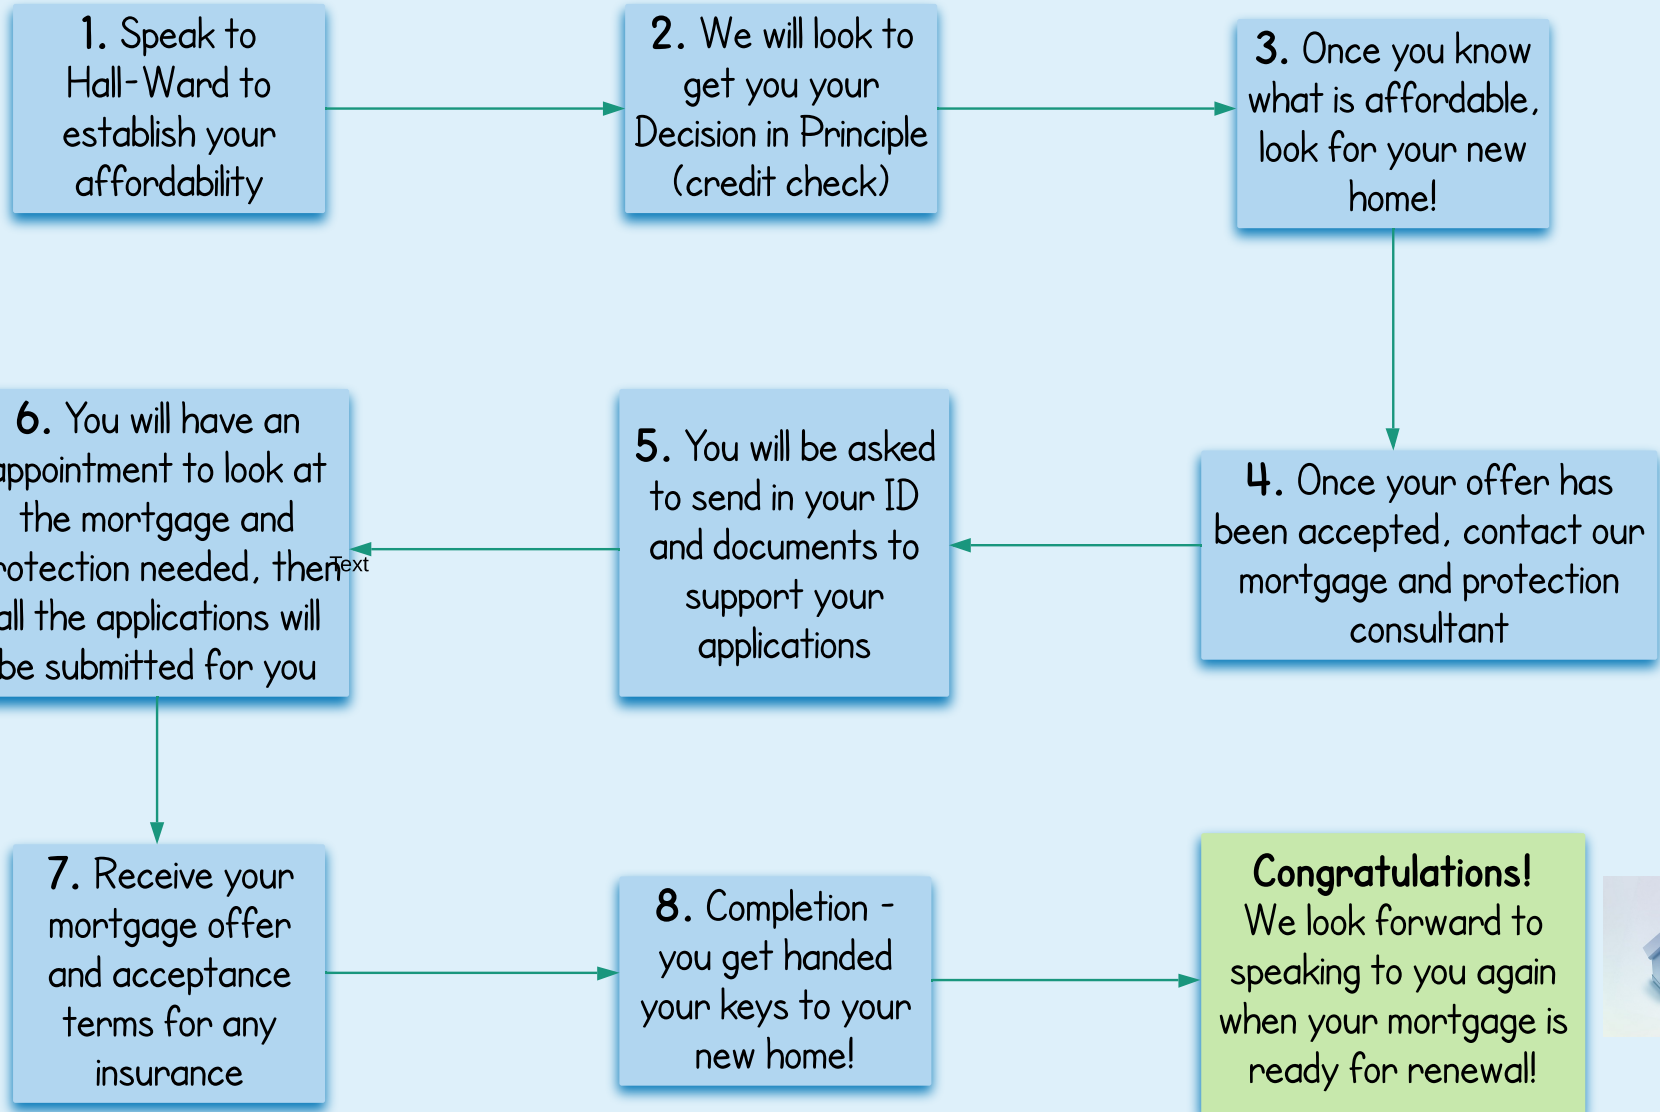 1. Speak to
Hall-Ward to
establish your
affordability
2. We will look to
get you your
Decision in Principle
(credit check)
3. Once you know
what is affordable,
look for your new
home!
4. Once your offer has
been accepted, contact our
mortgage and protection
consultant
5. You will be asked
to send in your ID
and documents to
support your
applications
6. You will have an
appointment to look at
the mortgage and
protection needed, then
all the applications will
be submitted for you
Text
7. Receive your
mortgage offer
and acceptance
terms for any
insurance
8. Completion -
you get handed
your keys to your
new home!
Congratulations!
We look forward to
speaking to you again
when your mortgage is
ready for renewal!